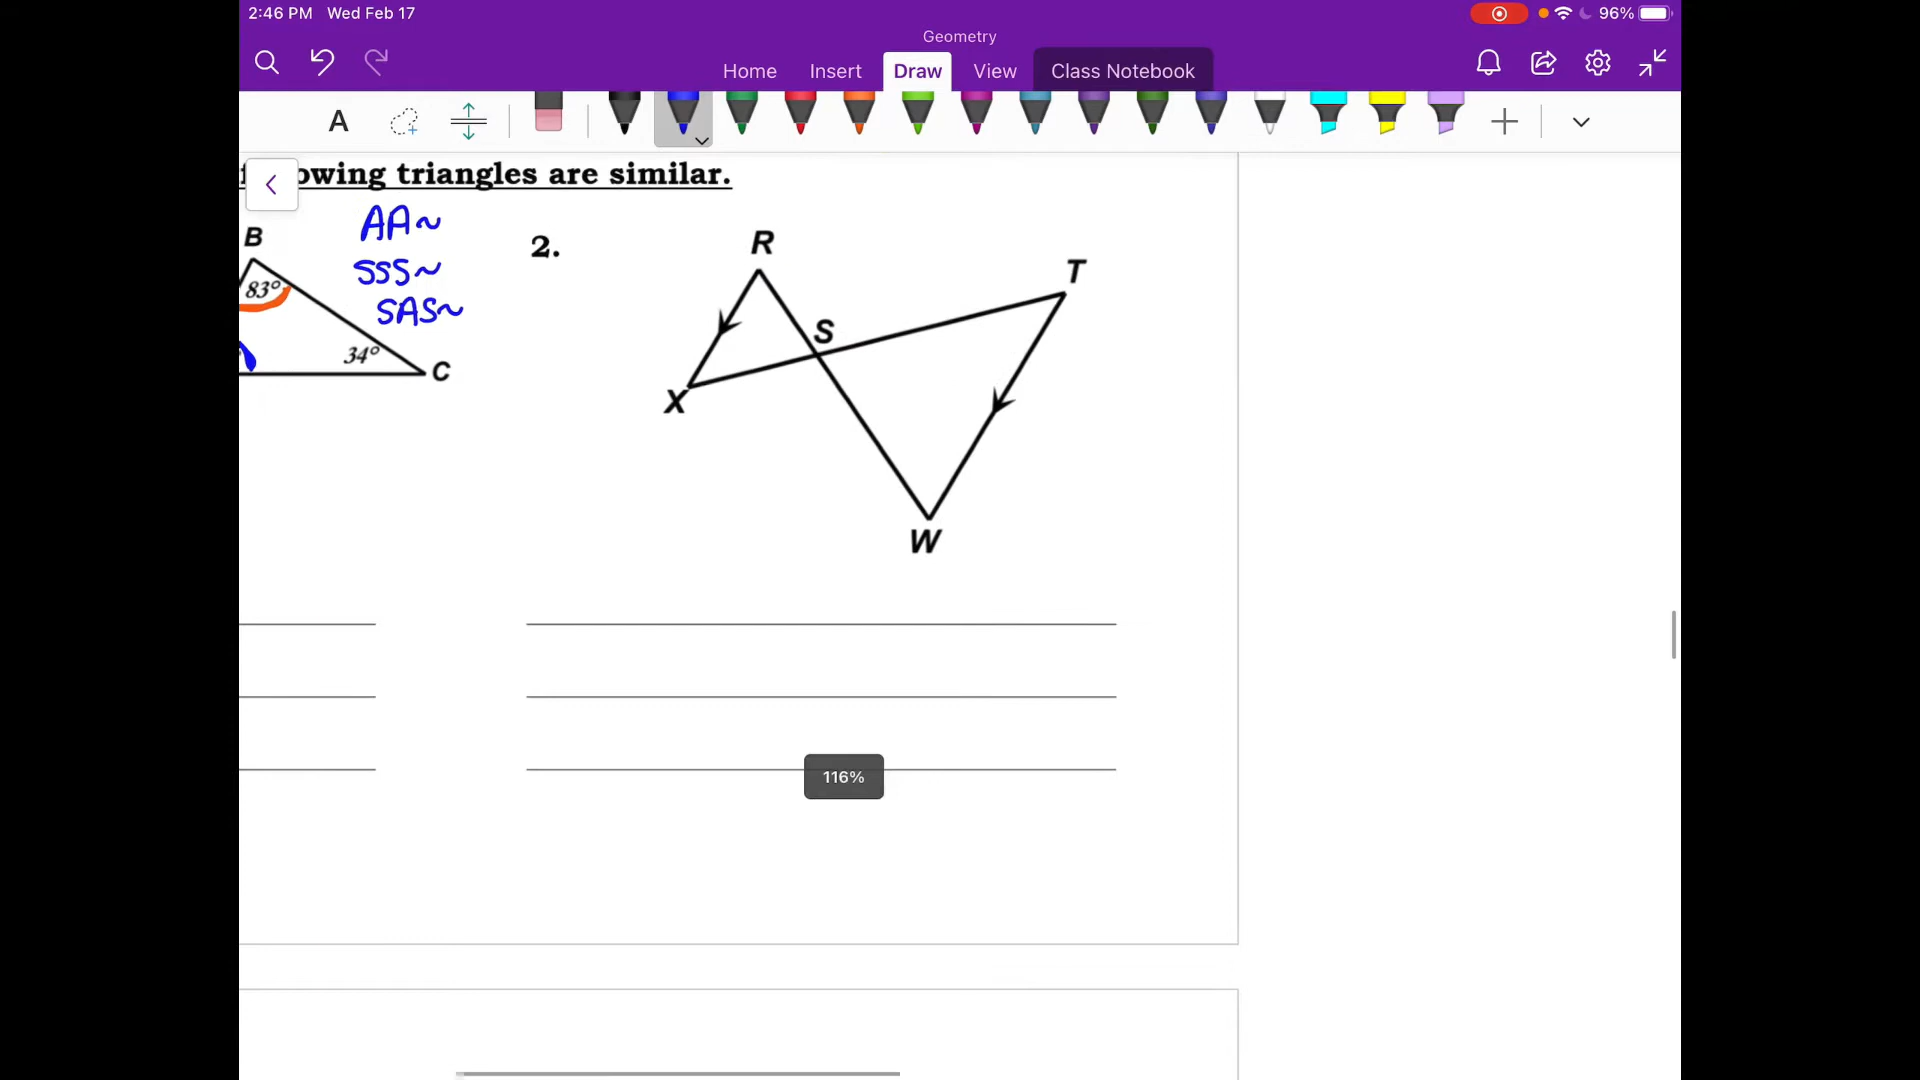 2:46 PM Wed Feb 17
96%
Geometry
Home Insert Draw View Class Notebook
A
owing triangles are similar.
B
AA~
83°
SSS~
SAS~
34°
C
2.
R
T
S
X
W
116%